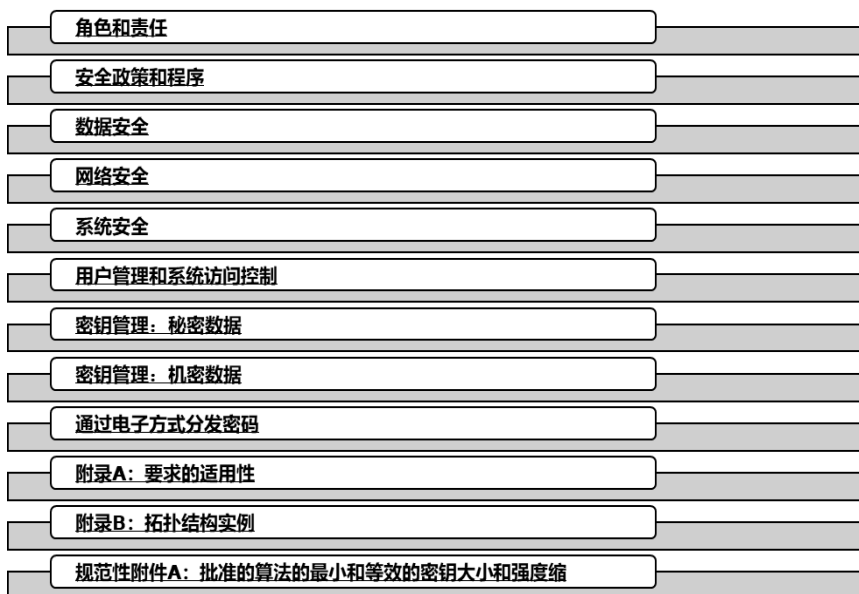 角色和责任
安全政策和程序
数据安全
网络安全
系统安全
用户管理和系统访问控制
密钥管理：秘密数据
密钥管理：机密数据
通过电子方式分发密码
附录A：要求的适用性
附录B：拓扑结构实例
规范性附件A：批准的算法的最小和等效的密钥大小和强度缩